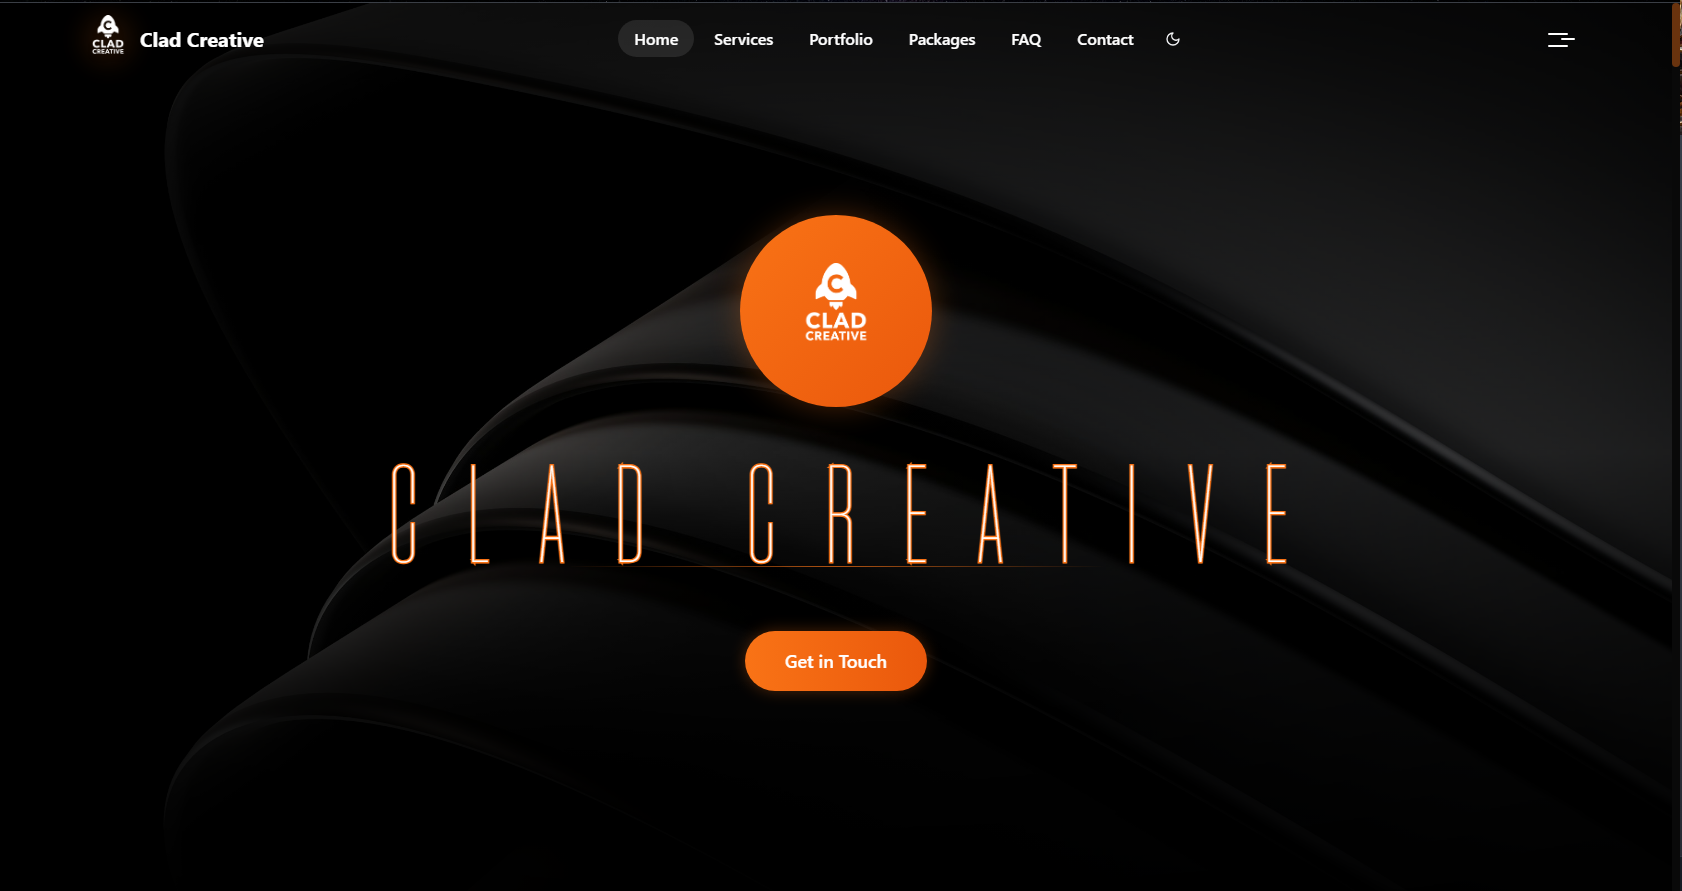 CLAD
CREATIVE
Clad Creative
Home
Services
Portfolio
Packages
FAQ
Contact
C
CLAD
CREATIVE
CLAD CREATIVE
Get in Touch